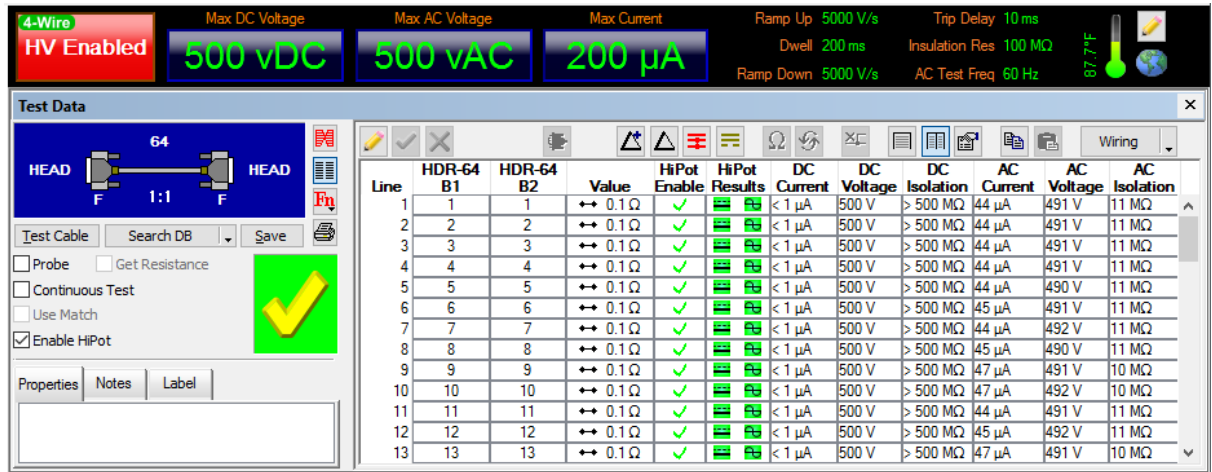 4-Wire
HV Enabled
Max DC Voltage
500 vDC
Max AC Voltage
500 vAC
Max Current
200 µA
Ramp Up 5000 V/s
Dwell 200 ms
Ramp Down 5000 V/s
Trip Delay 10 ms
Insulation Res 100 MΩ
AC Test Freq 60 Hz
87.7°F
Test Data
64
HEAD HEAD
F 1:1 F
Fn
Test Cable Search DB Save
Probe Get Resistance
Continuous Test
Use Match
Enable HiPot
Properties Notes Label
Wiring
Line HDR-64 B1 HDR-64 B2 Value HiPot Enable HiPot Results DC Current DC Voltage DC Isolation AC Current AC Voltage AC Isolation
1 1 1 0.1 Ω < 1 µA 500 V > 500 MΩ 44 µA 491 V 11 MΩ
2 2 2 0.1 Ω < 1 µA 500 V > 500 MΩ 44 µA 491 V 11 MΩ
3 3 3 0.1 Ω < 1 µA 500 V > 500 MΩ 44 µA 491 V 11 MΩ
4 4 4 0.1 Ω < 1 µA 500 V > 500 MΩ 44 µA 491 V 11 MΩ
5 5 5 0.1 Ω < 1 µA 500 V > 500 MΩ 44 µA 490 V 11 MΩ
6 6 6 0.1 Ω < 1 µA 500 V > 500 MΩ 45 µA 491 V 11 MΩ
7 7 7 0.1 Ω < 1 µA 500 V > 500 MΩ 44 µA 492 V 11 MΩ
8 8 8 0.1 Ω < 1 µA 500 V > 500 MΩ 45 µA 490 V 11 MΩ
9 9 9 0.1 Ω < 1 µA 500 V > 500 MΩ 47 µA 491 V 10 MΩ
10 10 10 0.1 Ω < 1 µA 500 V > 500 MΩ 47 µA 492 V 10 MΩ
11 11 11 0.1 Ω < 1 µA 500 V > 500 MΩ 44 µA 491 V 11 MΩ
12 12 12 0.1 Ω < 1 µA 500 V > 500 MΩ 45 µA 492 V 11 MΩ
13 13 13 0.1 Ω < 1 µA 500 V > 500 MΩ 47 µA 491 V 10 MΩ